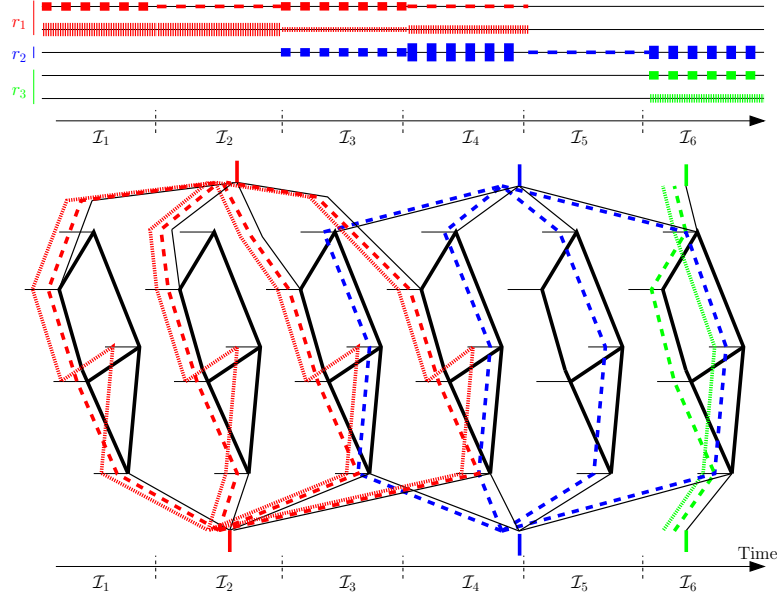 r₁
r₂
r₃
ℐ₁ ℐ₂ ℐ₃ ℐ₄ ℐ₅ ℐ₆
Time
ℐ₁ ℐ₂ ℐ₃ ℐ₄ ℐ₅ ℐ₆